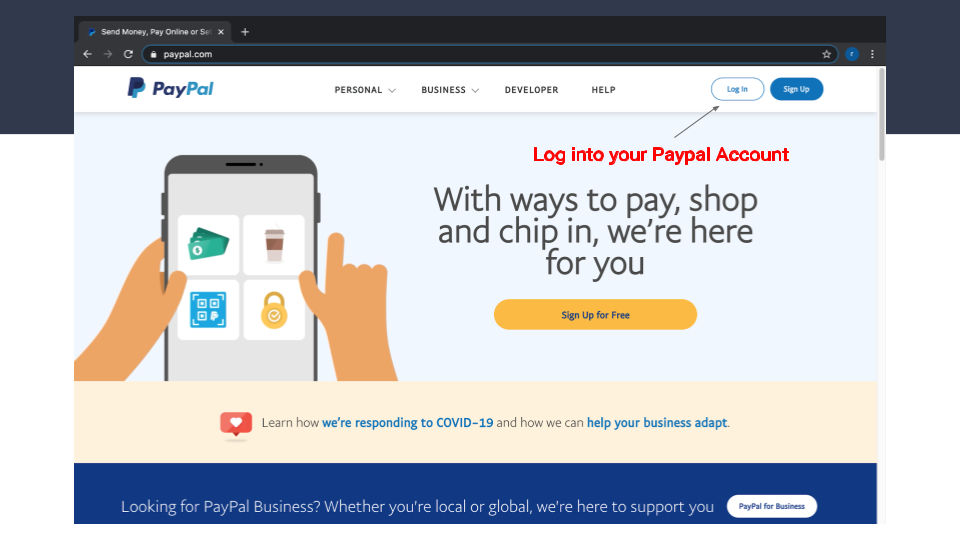 Send Money, Pay Online or Set
paypal.com
PayPal
PERSONAL
BUSINESS
DEVELOPER
HELP
Log In
Sign Up
Log into your Paypal Account
With ways to pay, shop
and chip in, we're here
for you
Sign Up for Free
Learn how we're responding to COVID-19 and how we can help your business adapt.
Looking for PayPal Business? Whether you're local or global, we're here to support you
PayPal for Business